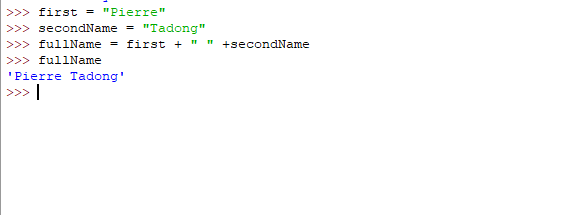 >>> first = "Pierre"
>>> secondName = "Tadong"
>>> fullName = first + " " +secondName
>>> fullName
'Pierre Tadong'
>>>